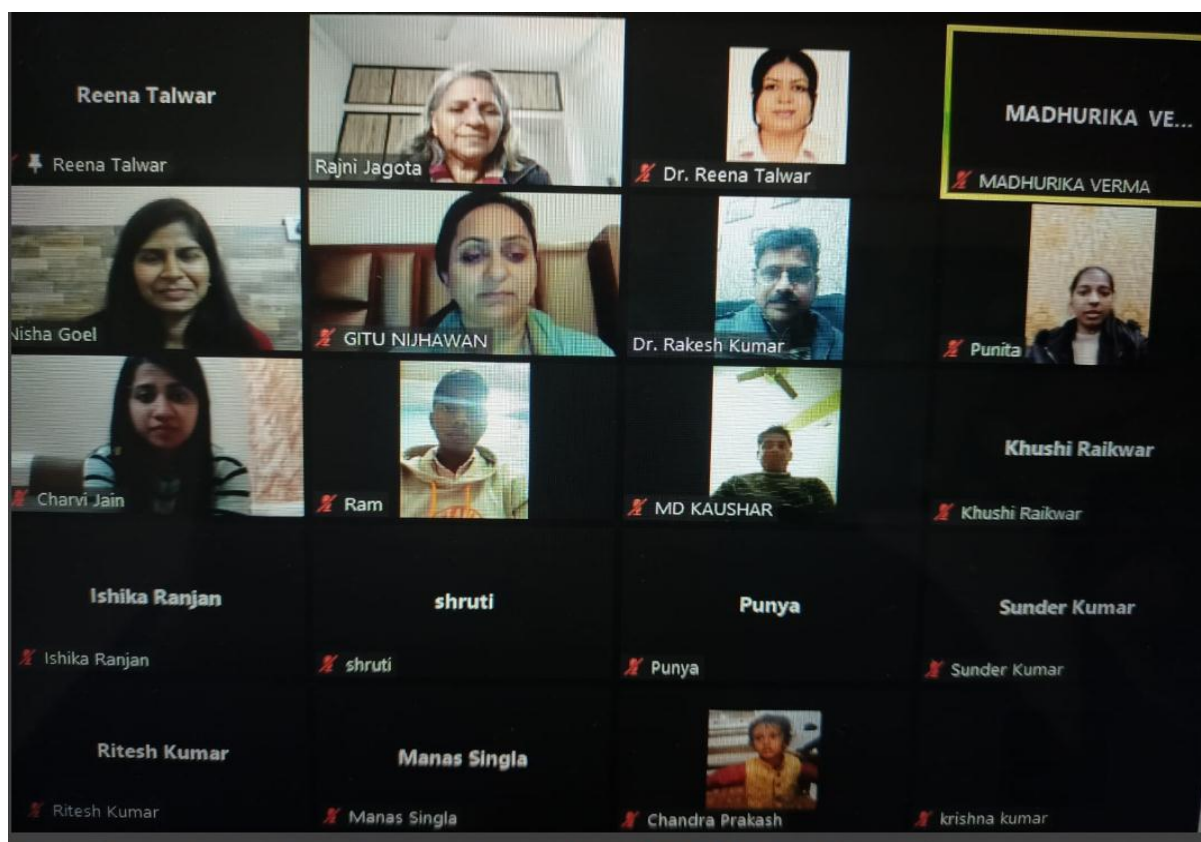 Reena Talwar
Reena Talwar
Rajni Jagota
Dr. Reena Talwar
MADHURIKA VE...
MADHURIKA VERMA
Nisha Goel
GITU NIJHAWAN
Dr. Rakesh Kumar
Punita
Charvi Jain
Ram
MD KAUSHAR
Khushi Raikwar
Khushi Raikwar
Ishika Ranjan
Ishika Ranjan
shruti
shruti
Punya
Punya
Sunder Kumar
Sunder Kumar
Ritesh Kumar
Ritesh Kumar
Manas Singla
Manas Singla
Chandra Prakash
krishna kumar